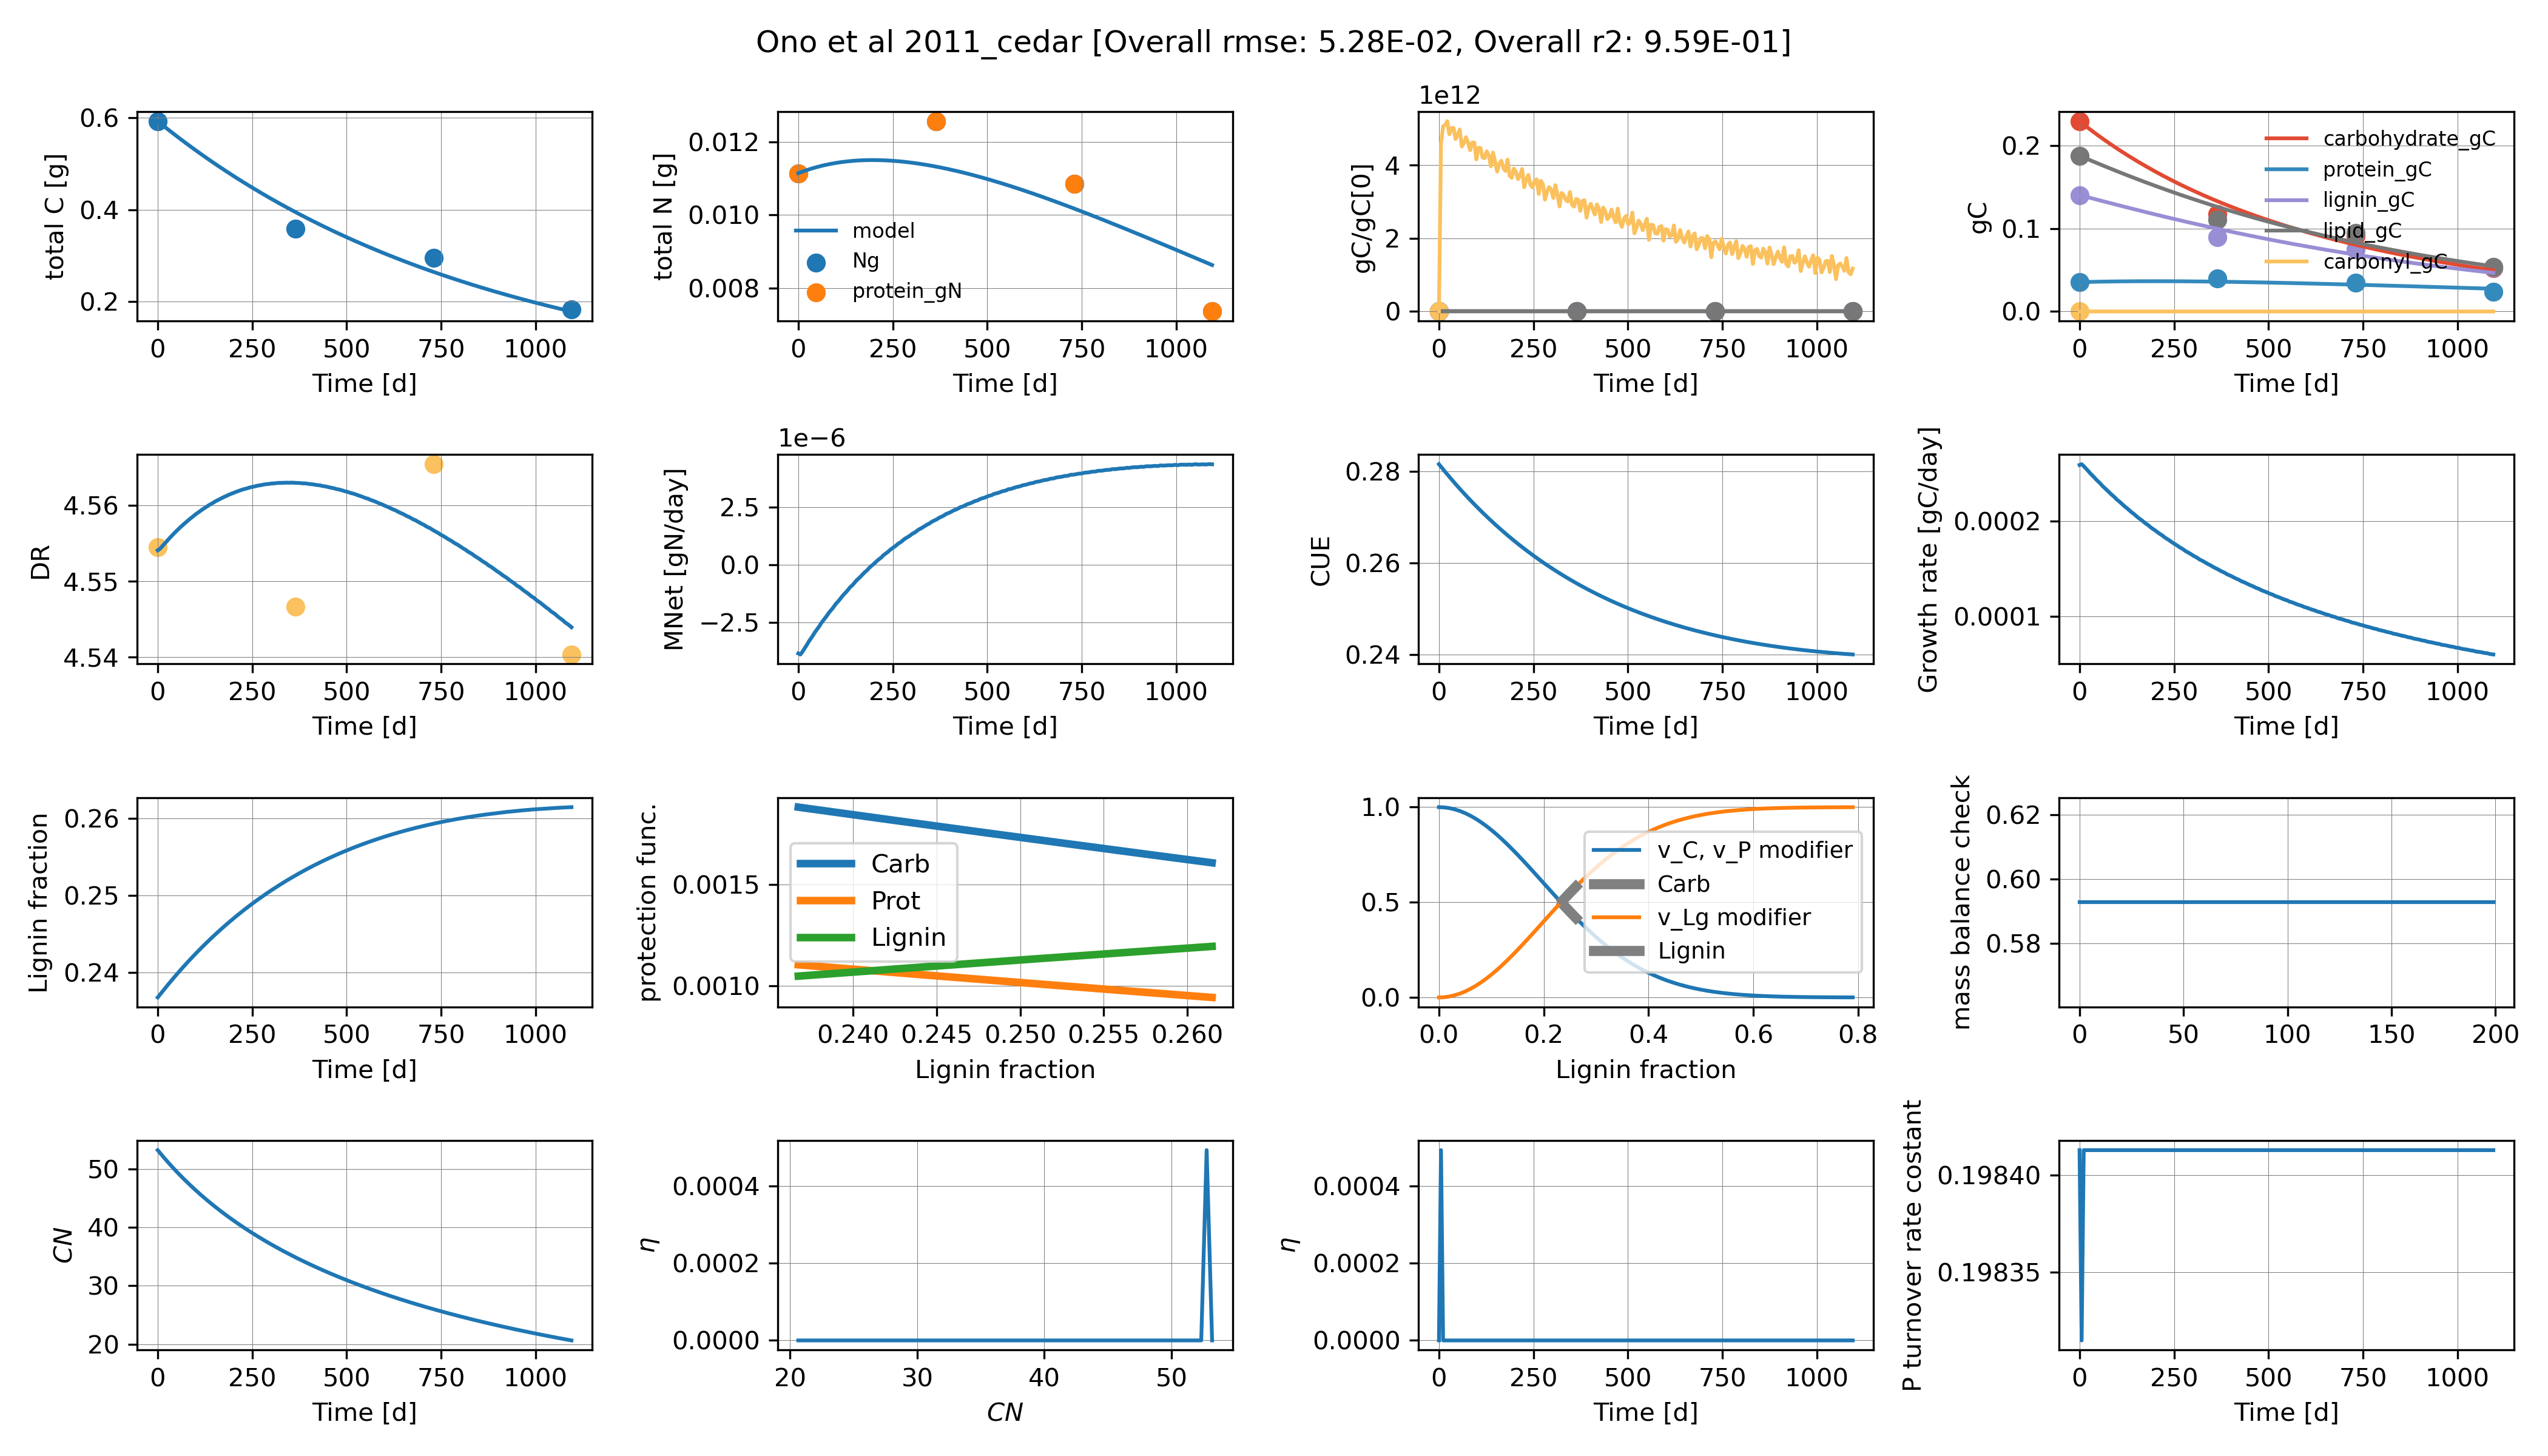 Ono et al 2011_cedar [Overall rmse: 5.28E-02, Overall r2: 9.59E-01]
total C [g]
0.6
0.4
0.2
0 250 500 750 1000
Time [d]
total N [g]
0.012
0.010
0.008
model
Ng
protein_gN
0 250 500 750 1000
Time [d]
1e12
gC/gC[0]
4
2
0
0 250 500 750 1000
Time [d]
gC
0.2
0.1
0.0
carbohydrate_gC
protein_gC
lignin_gC
lipid_gC
carbonyl_gC
0 250 500 750 1000
Time [d]
DR
4.56
4.55
4.54
0 250 500 750 1000
Time [d]
1e−6
MNet [gN/day]
2.5
0.0
−2.5
0 250 500 750 1000
Time [d]
CUE
0.28
0.26
0.24
0 250 500 750 1000
Time [d]
Growth rate [gC/day]
0.0002
0.0001
0 250 500 750 1000
Time [d]
Lignin fraction
0.26
0.25
0.24
0 250 500 750 1000
Time [d]
protection func.
0.0015
0.0010
Carb
Prot
Lignin
0.240 0.245 0.250 0.255 0.260
Lignin fraction
1.0
0.5
0.0
v_C, v_P modifier
Carb
v_Lg modifier
Lignin
0.0 0.2 0.4 0.6 0.8
Lignin fraction
mass balance check
0.62
0.60
0.58
0 50 100 150 200
CN
50
40
30
20
0 250 500 750 1000
Time [d]
η
0.0004
0.0002
0.0000
20 30 40 50
CN
η
0.0004
0.0002
0.0000
0 250 500 750 1000
Time [d]
P turnover rate costant
0.19840
0.19835
0 250 500 750 1000
Time [d]